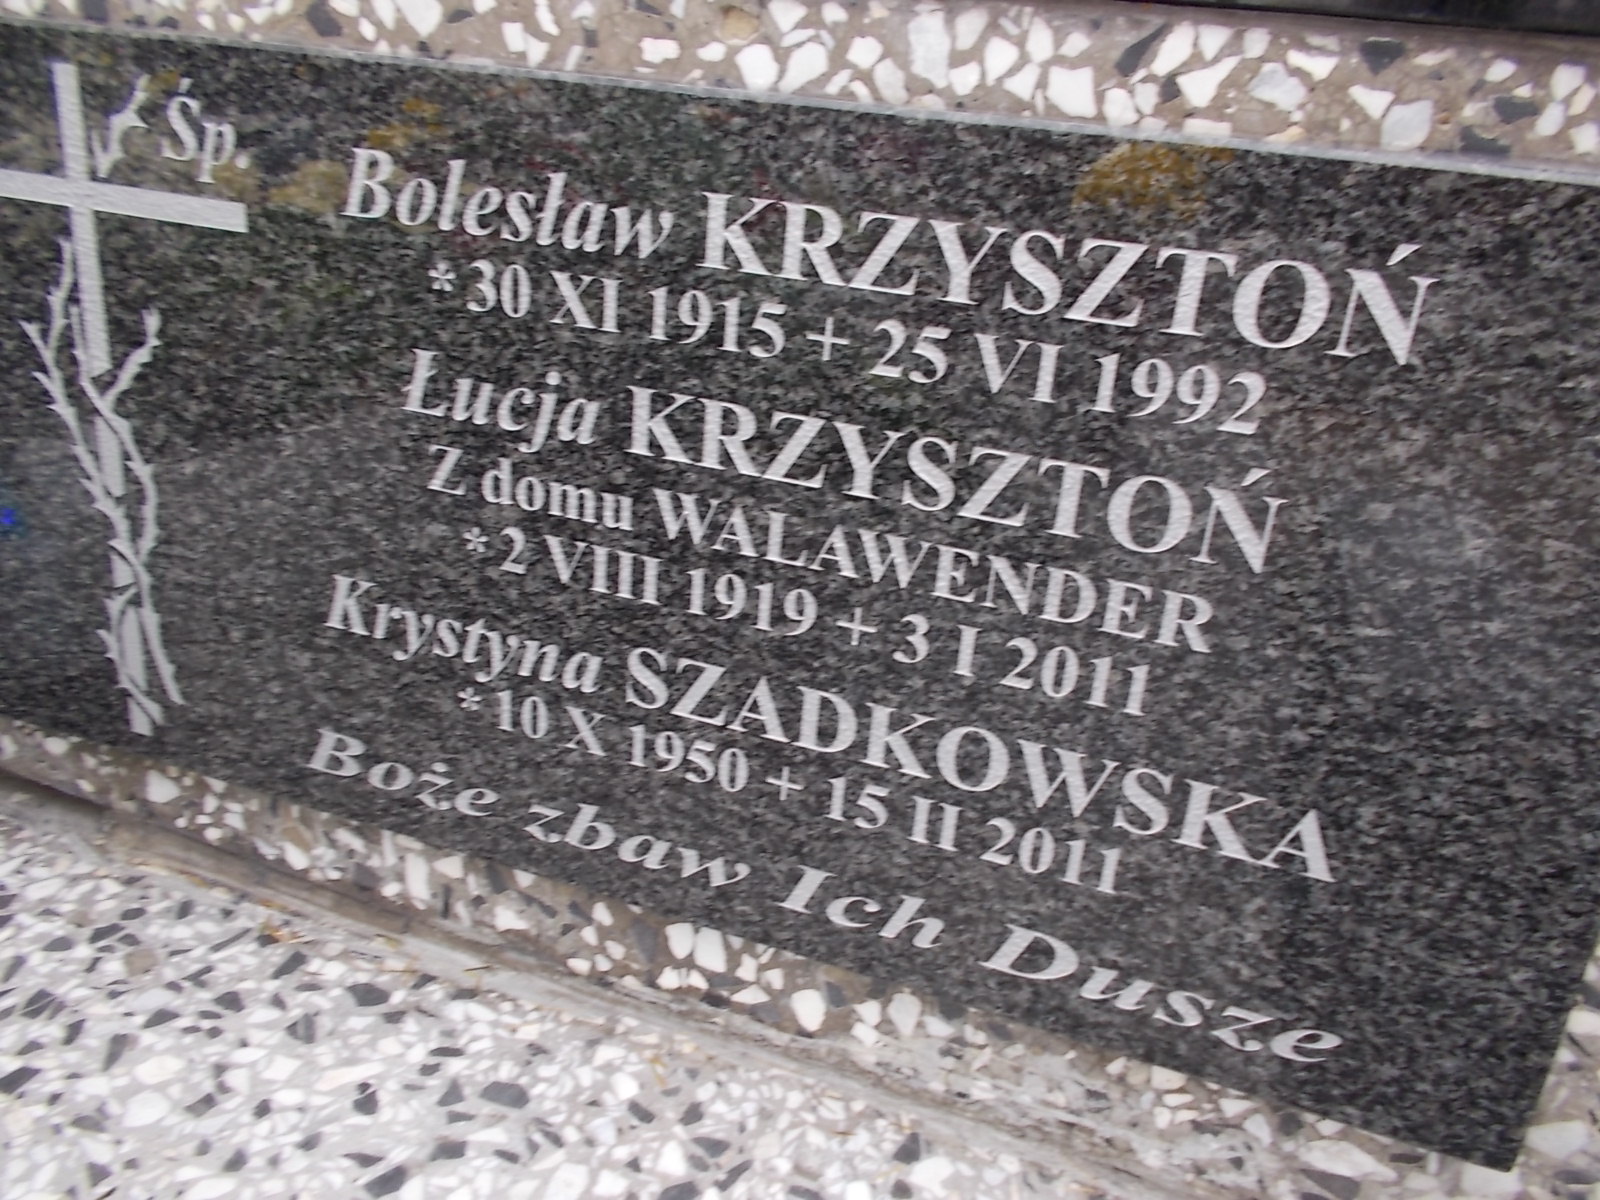 Śp.
Bolesław KRZYSZTOŃ
* 30 XI 1915 + 25 VI 1992
Łucja KRZYSZTOŃ
Z domu WALAWENDER
* 2 VIII 1919 + 3 I 2011
Krystyna SZADKOWSKA
* 10 X 1950 + 15 II 2011
Boże zbaw Ich Dusze